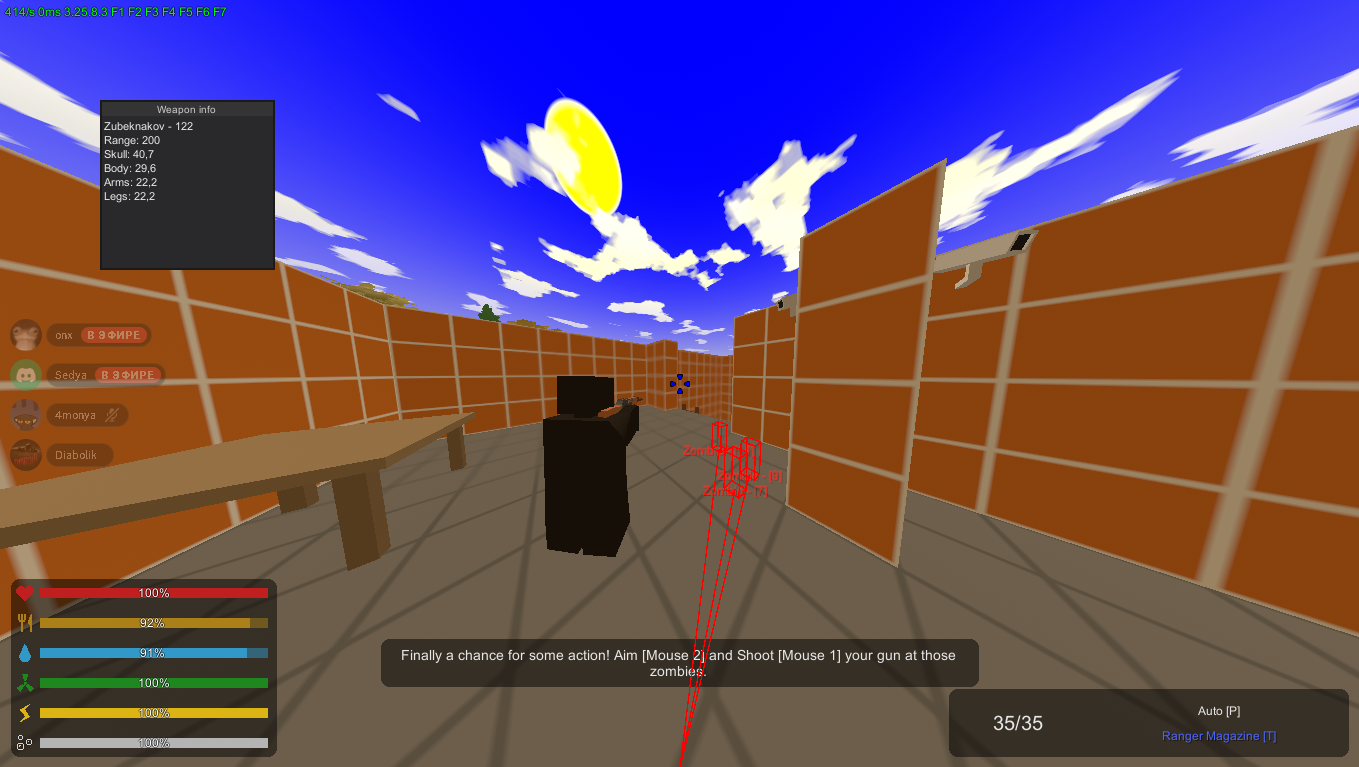 414/s 0ms 3.25.8.3 F1 F2 F3 F4 F5 F6 F7
Weapon info
Zubeknakov - 122
Range: 200
Skull: 40,7
Body: 29,6
Arms: 22,2
Legs: 22,2
onx В ЭФИРЕ
Sedya В ЭФИРЕ
4monya
Diabolik
[9]
Zombie - [7]
100%
92%
91%
100%
100%
100%
Finally a chance for some action! Aim [Mouse 2] and Shoot [Mouse 1] your gun at those
zombies.
35/35
Auto [P]
Ranger Magazine [T]